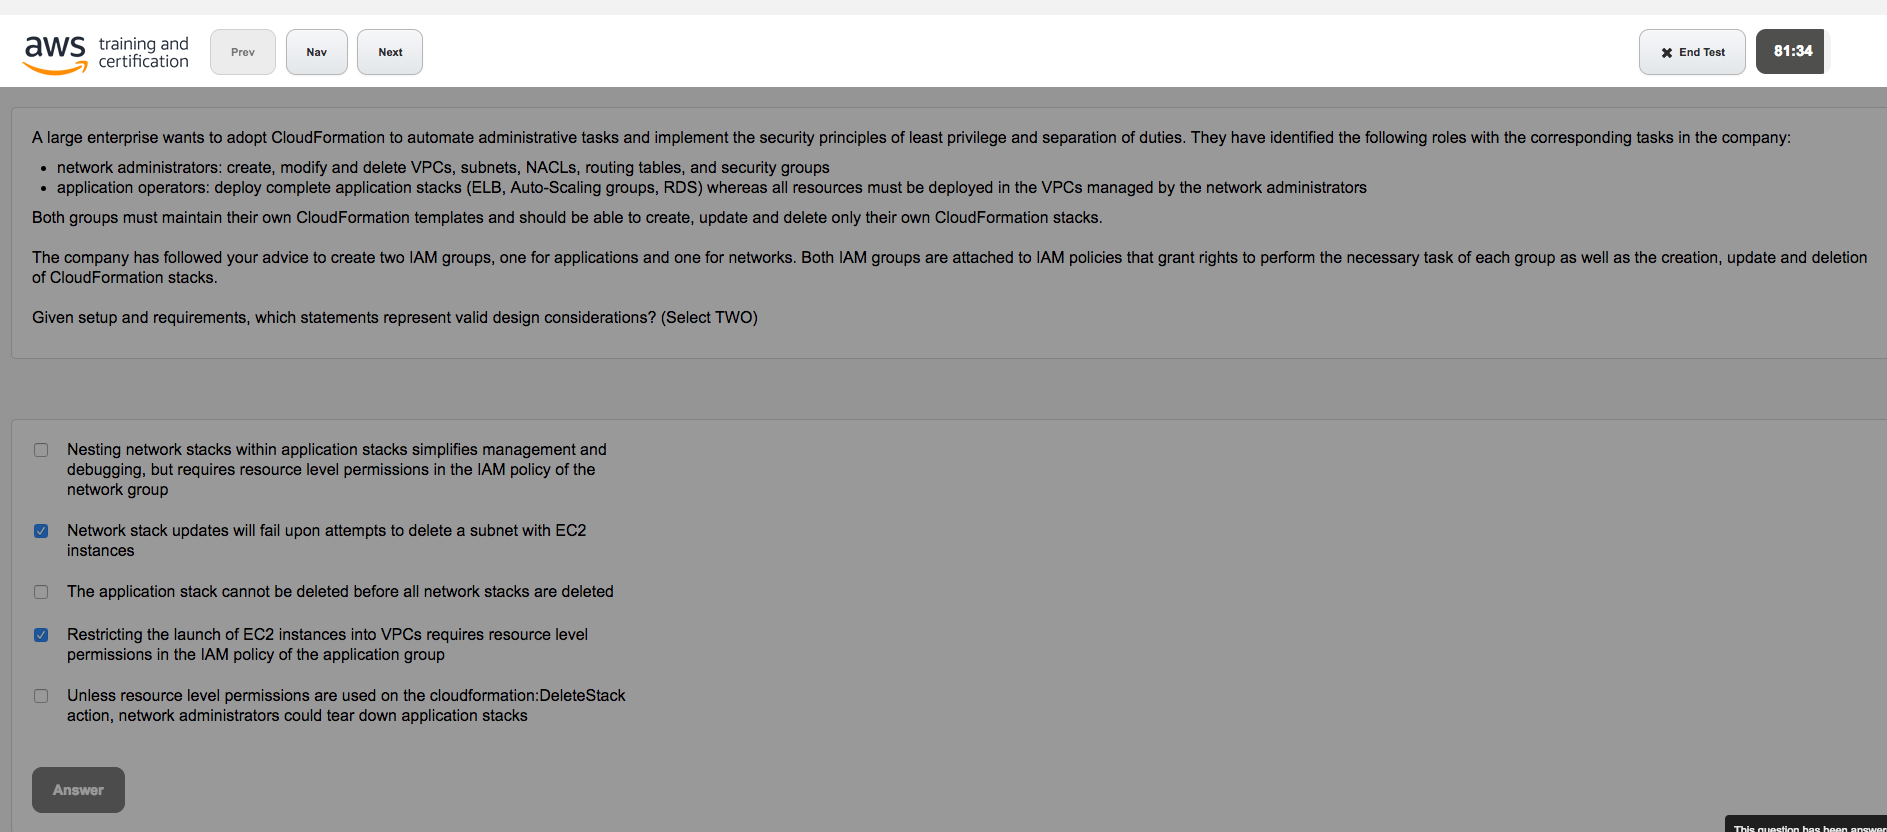 aws training and
certification
Prev
Nav
Next
End Test
81:34
A large enterprise wants to adopt CloudFormation to automate administrative tasks and implement the security principles of least privilege and separation of duties. They have identified the following roles with the corresponding tasks in the company:
• network administrators: create, modify and delete VPCs, subnets, NACLs, routing tables, and security groups
• application operators: deploy complete application stacks (ELB, Auto-Scaling groups, RDS) whereas all resources must be deployed in the VPCs managed by the network administrators
Both groups must maintain their own CloudFormation templates and should be able to create, update and delete only their own CloudFormation stacks.
The company has followed your advice to create two IAM groups, one for applications and one for networks. Both IAM groups are attached to IAM policies that grant rights to perform the necessary task of each group as well as the creation, update and deletion
of CloudFormation stacks.
Given setup and requirements, which statements represent valid design considerations? (Select TWO)
Nesting network stacks within application stacks simplifies management and
debugging, but requires resource level permissions in the IAM policy of the
network group
Network stack updates will fail upon attempts to delete a subnet with EC2
instances
The application stack cannot be deleted before all network stacks are deleted
Restricting the launch of EC2 instances into VPCs requires resource level
permissions in the IAM policy of the application group
Unless resource level permissions are used on the cloudformation:DeleteStack
action, network administrators could tear down application stacks
Answer
This question has been